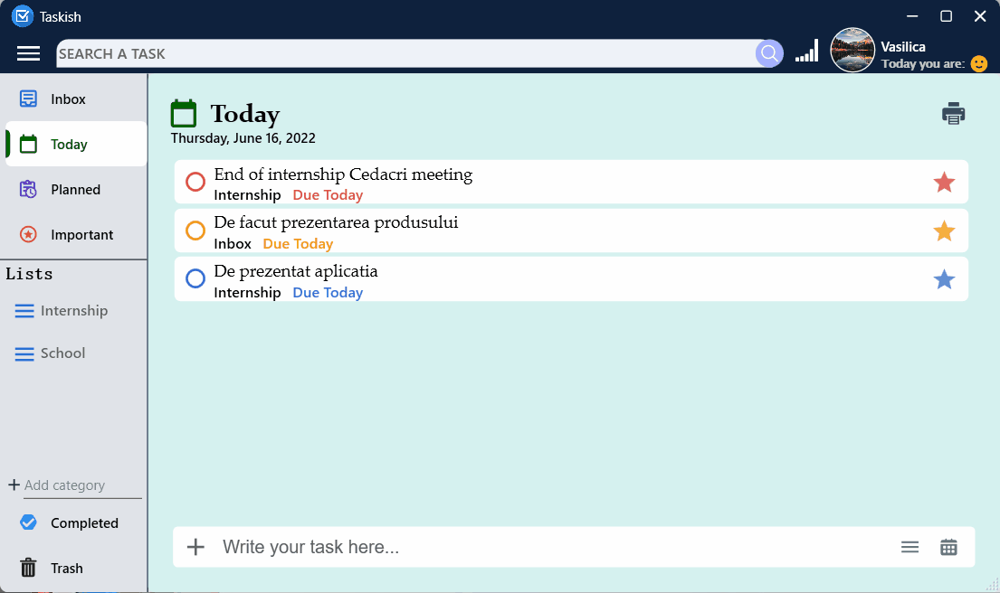 Taskish
SEARCH A TASK
Vasilica
Today you are:
Inbox
Today
Planned
Important
Lists
Internship
School
Add category
Completed
Trash
Today
Thursday, June 16, 2022
End of internship Cedacri meeting
Internship Due Today
De facut prezentarea produsului
Inbox Due Today
De prezentat aplicatia
Internship Due Today
Write your task here...